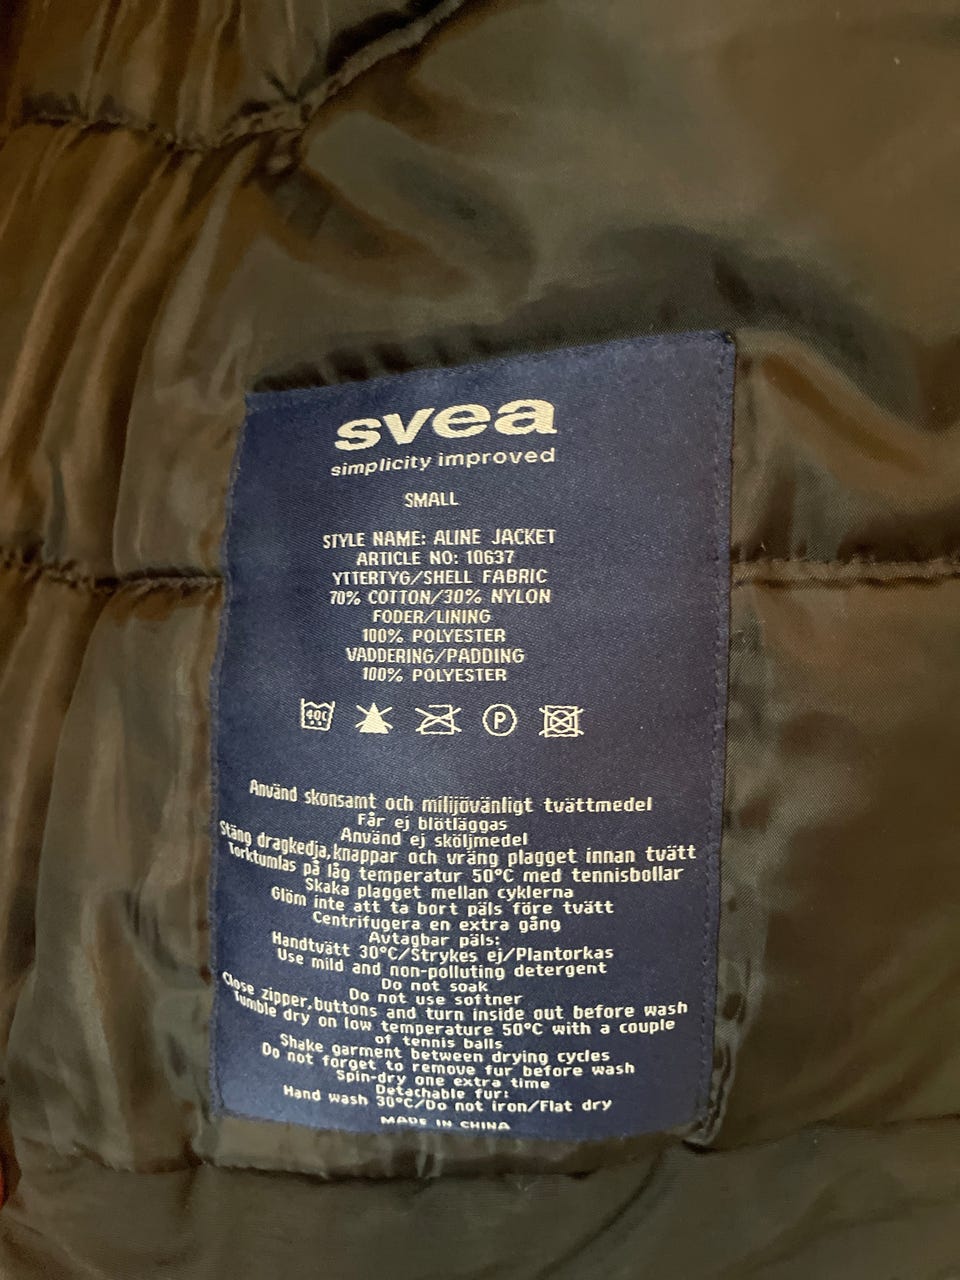 svea
simplicity improved
SMALL
STYLE NAME: ALINE JACKET
ARTICLE NO: 10637
YTTERTYG/SHELL FABRIC
70% COTTON/30% NYLON
FODER/LINING
100% POLYESTER
VADDERING/PADDING
100% POLYESTER
40C
P
Använd skonsamt och milijövänligt tvättmedel
Får ej blötläggas
Använd ej sköljmedel
Stäng dragkedja,knappar och vräng plagget innan tvätt
Torktumlas på låg temperatur 50°C med tennisbollar
Skaka plagget mellan cyklerna
Glöm inte att ta bort päls före tvätt
Centrifugera en extra gång
Avtagbar päls:
Handtvätt 30°C/Strykes ej/Plantorkas
Use mild and non-polluting detergent
Do not soak
Do not use softner
Close zipper,buttons and turn inside out before wash
Tumble dry on low temperature 50°C with a couple
of tennis balls
Shake garment between drying cycles
Do not forget to remove fur before wash
Spin-dry one extra time
Detachable fur:
Hand wash 30°C/Do not iron/Flat dry
MADE IN CHINA